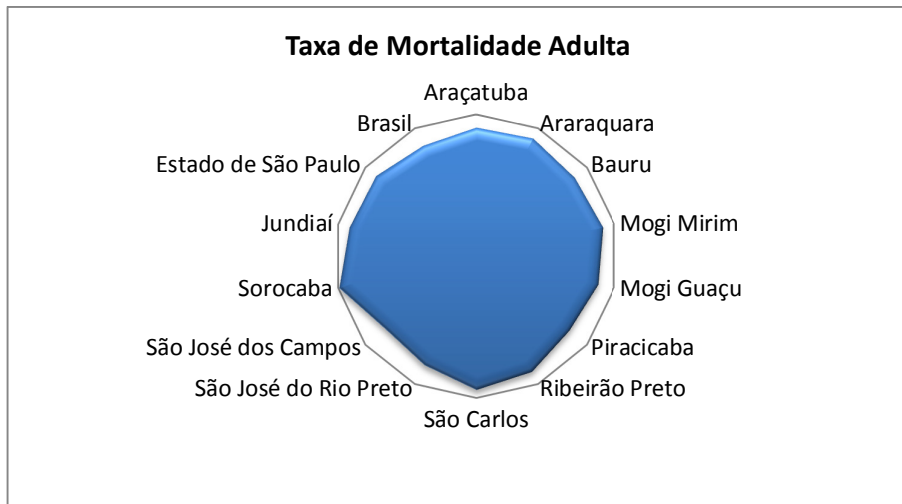 Taxa de Mortalidade Adulta
Araçatuba
Araraquara
Bauru
Mogi Mirim
Mogi Guaçu
Piracicaba
Ribeirão Preto
São Carlos
São José do Rio Preto
São José dos Campos
Sorocaba
Jundiaí
Estado de São Paulo
Brasil